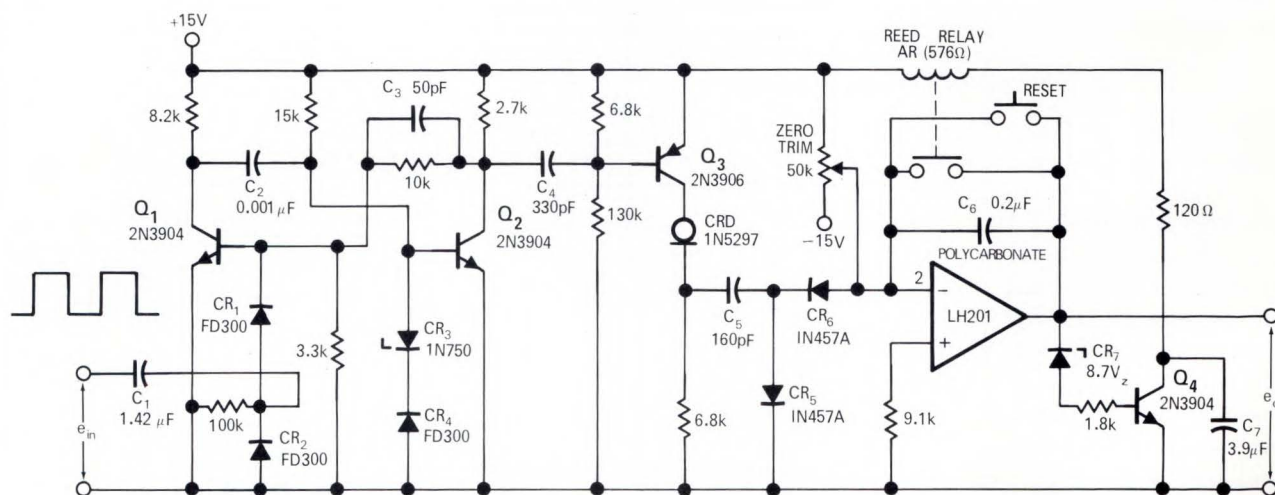 +15V
8.2k
15k
C3 50pF
10k
2.7k
6.8k
C2
0.001 µF
C4
330pF
Q1
2N3904
Q2
2N3904
Q3
2N3906
130k
CRD
1N5297
ZERO
TRIM
50k
−15V
REED RELAY
AR (576Ω)
RESET
C6 0.2µF
POLYCARBONATE
120 Ω
CR1
FD300
3.3k
CR3
1N750
CR4
FD300
C1
1.42 µF
100k
CR2
FD300
ein
C5
160pF
CR6
IN457A
CR5
IN457A
6.8k
2
−
+
LH201
9.1k
CR7
8.7Vz
1.8k
Q4
2N3904
C7
3.9µF